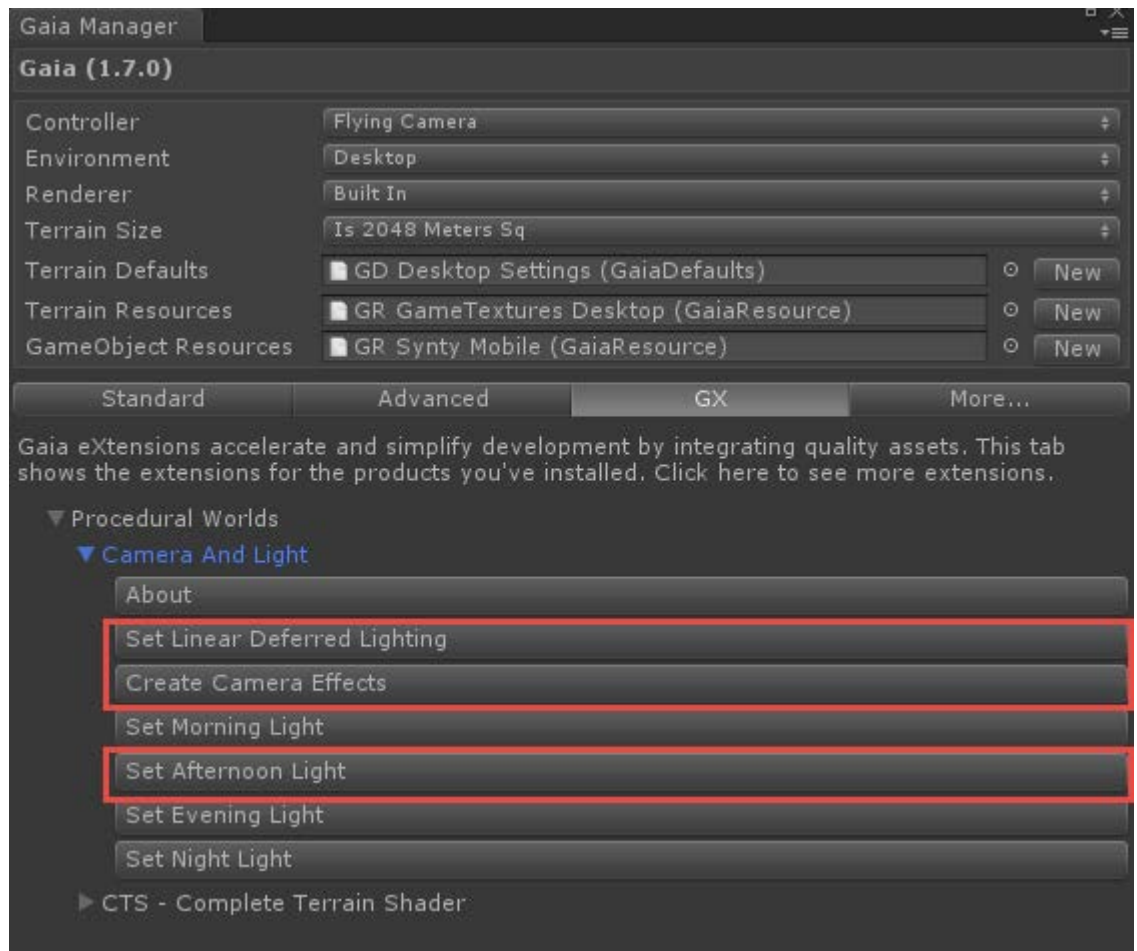 Gaia Manager
Gaia (1.7.0)
Controller Flying Camera
Environment Desktop
Renderer Built In
Terrain Size Is 2048 Meters Sq
Terrain Defaults GD Desktop Settings (GaiaDefaults) New
Terrain Resources GR GameTextures Desktop (GaiaResource) New
GameObject Resources GR Synty Mobile (GaiaResource) New
Standard Advanced GX More...
Gaia eXtensions accelerate and simplify development by integrating quality assets. This tab
shows the extensions for the products you've installed. Click here to see more extensions.
Procedural Worlds
Camera And Light
About
Set Linear Deferred Lighting
Create Camera Effects
Set Morning Light
Set Afternoon Light
Set Evening Light
Set Night Light
CTS - Complete Terrain Shader